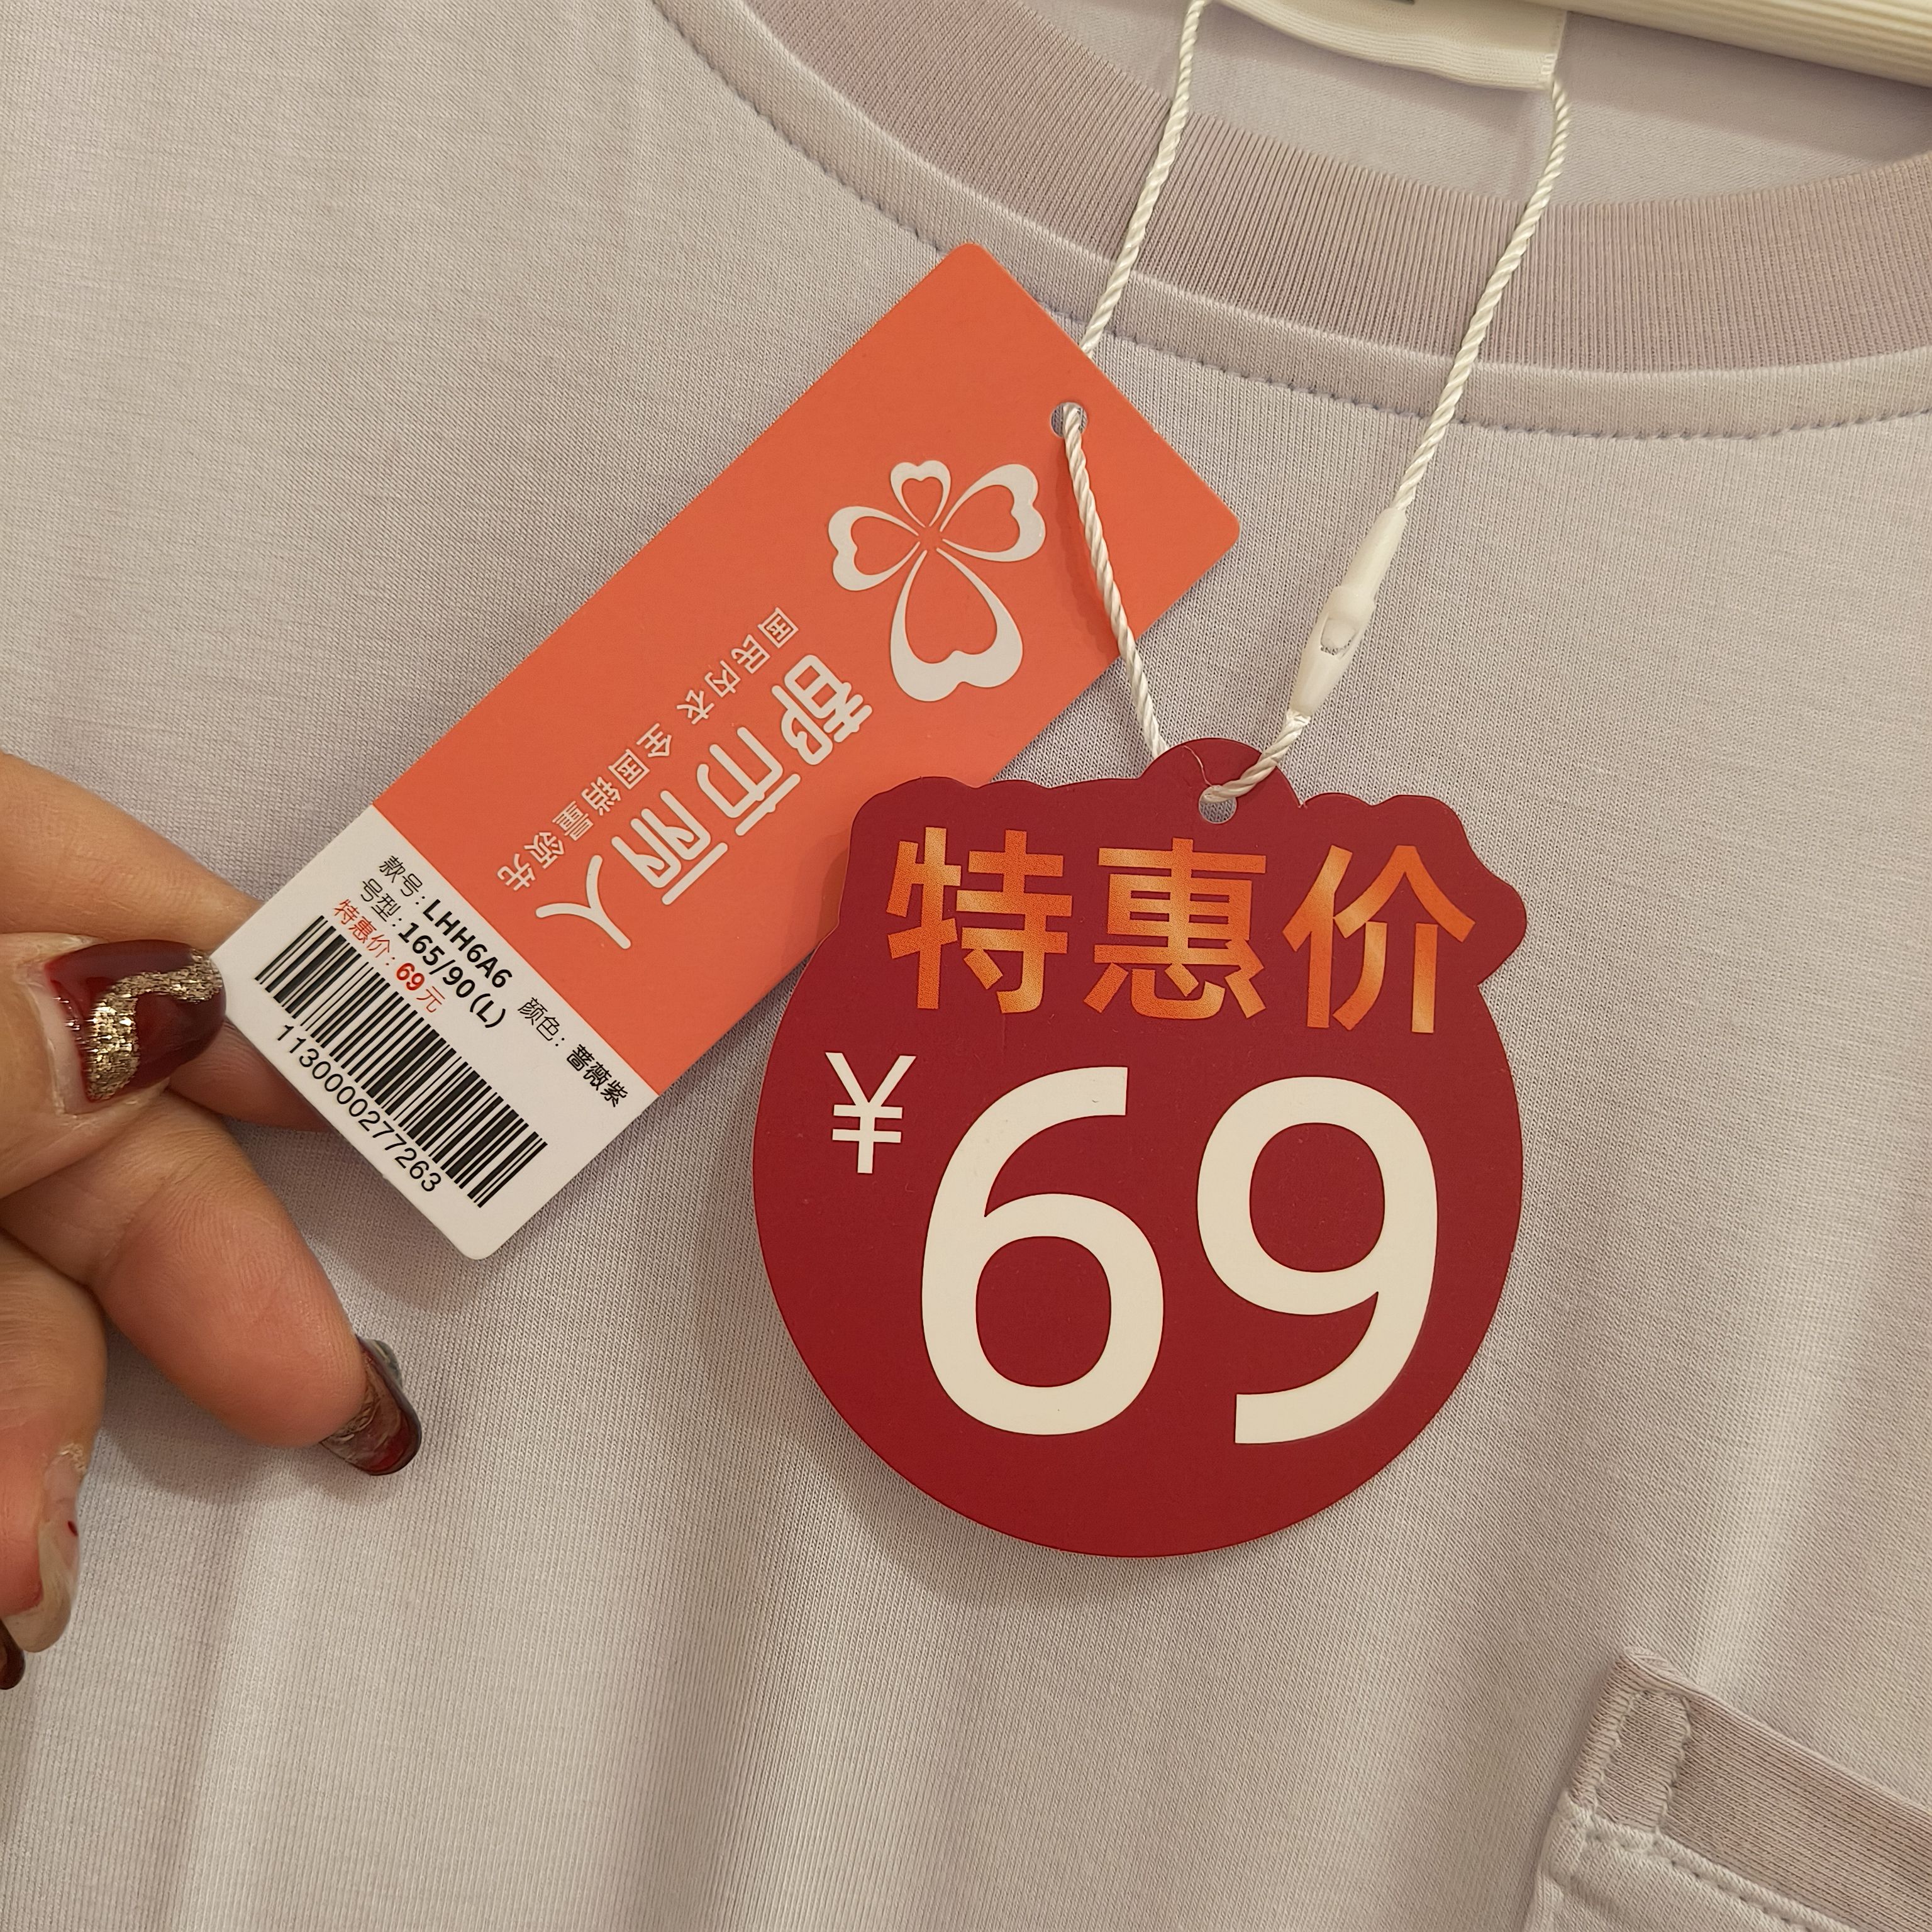 都市丽人
国民内衣 全国销量领先
款号：LHH6A6
号型：165/90(L) 颜色：蔷薇紫
特惠价：69元
1130000277263
特惠价
¥69